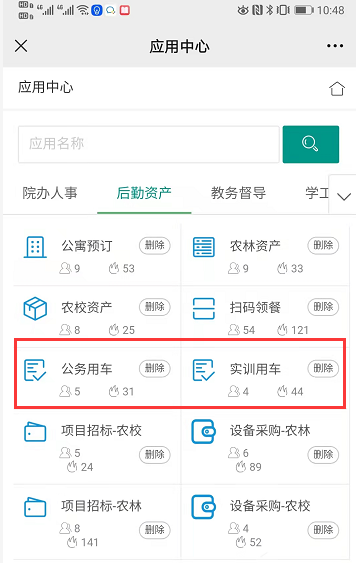 10:48
应用中心
应用中心
应用名称
院办人事 后勤资产 教务督导 学工
公寓预订 删除 农林资产 删除
9 53 9 33
农校资产 删除 扫码领餐 删除
8 25 54 121
公务用车 删除 实训用车 删除
5 31 4 44
项目招标-农校 设备采购-农林
5 删除 6 删除
24 89
项目招标-农林 设备采购-农校
8 删除 4 删除
141 52